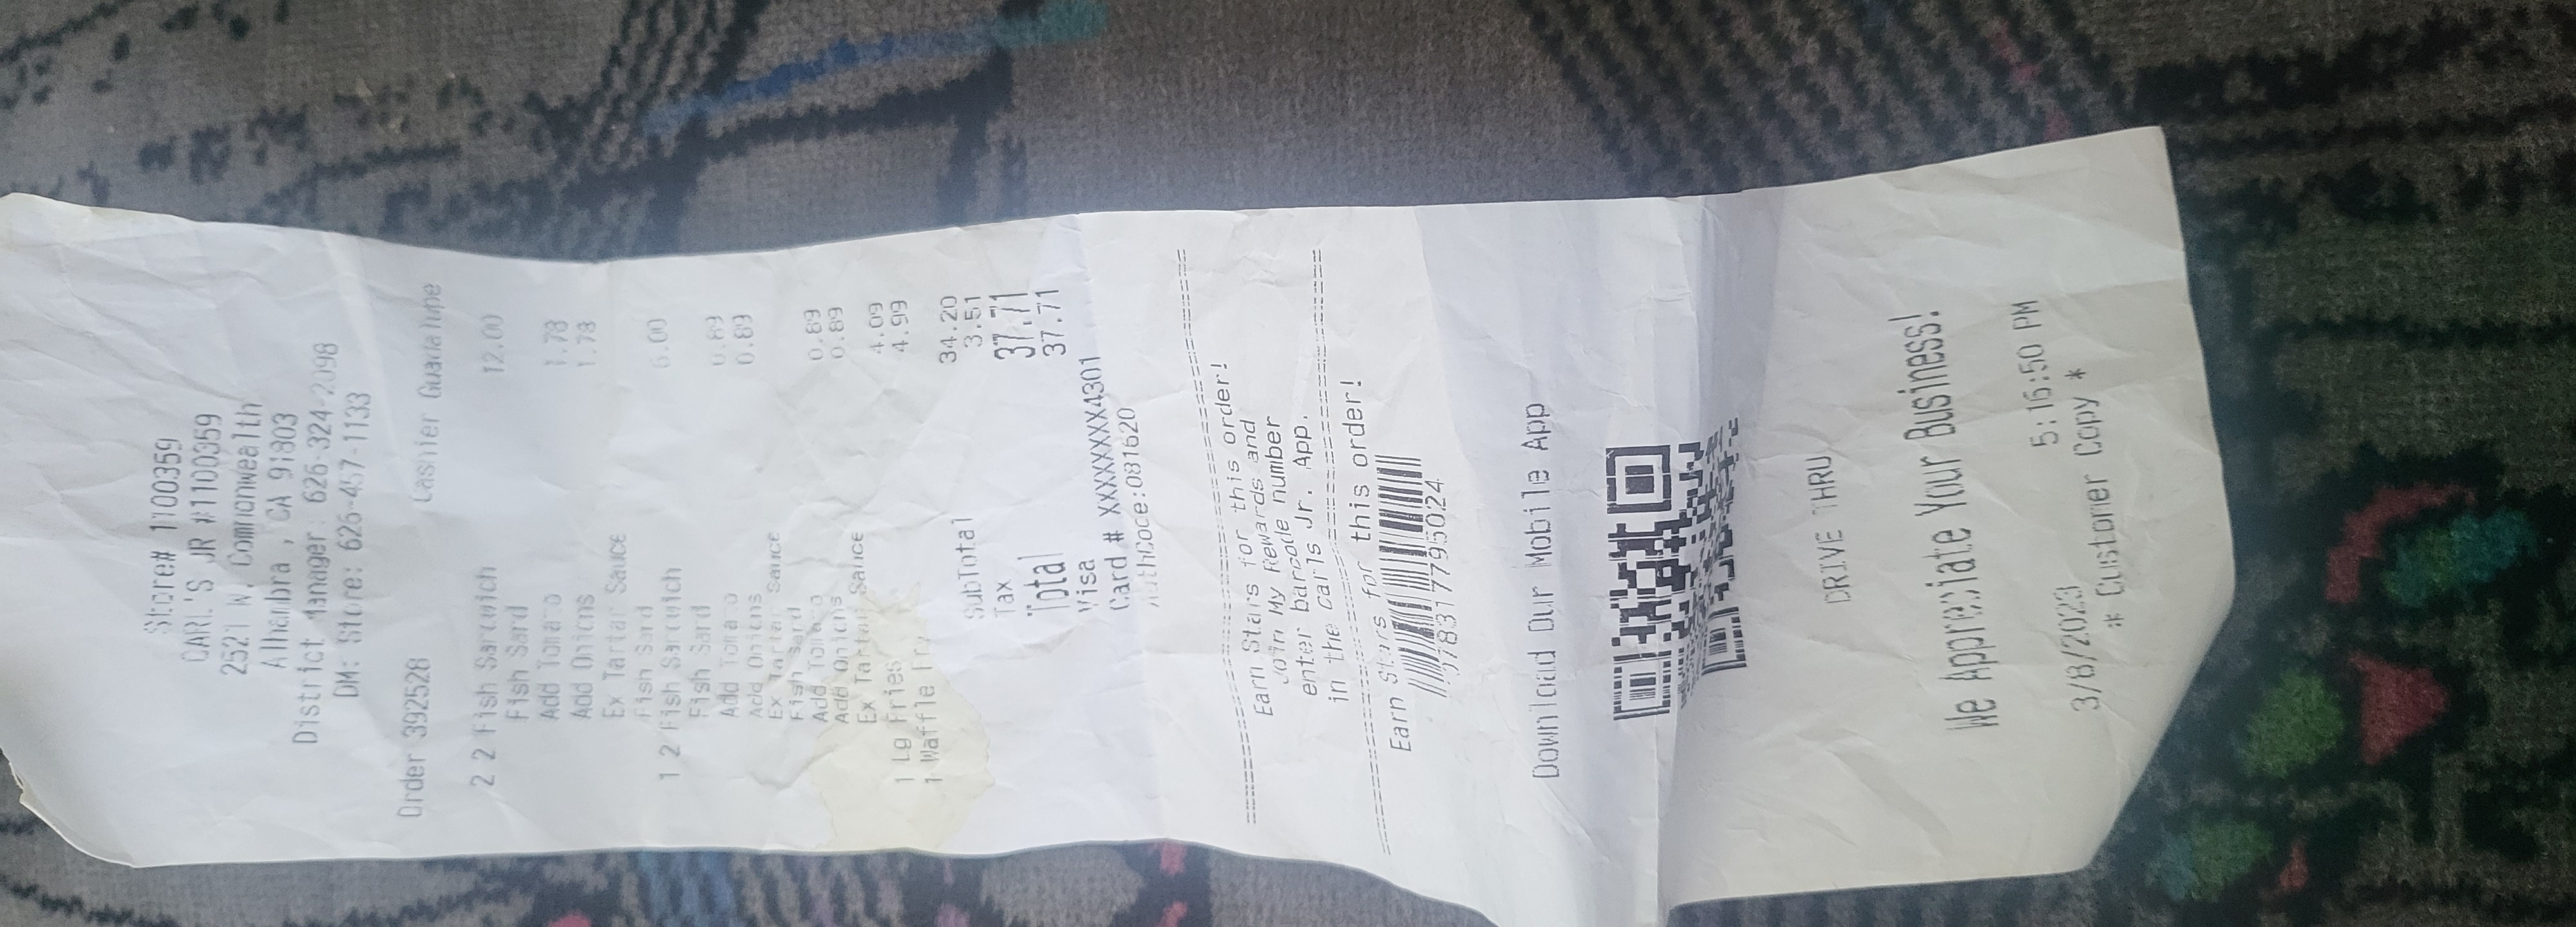 Store# 1100359
CARL'S JR #1100359
2521 W. Commonwealth
Alhambra , CA 91803
District Manager : 626-324-2098
DM: Store: 626-457-1133
Order 392528 Cashier Guadalupe
2 2 Fish Sandwich 12.00
Fish Sand
Add Tomato 1.78
Add Onions 1.78
Ex Tartar Sauce
Fish Sand
1 2 Fish Sandwich 6.00
Fish Sand
Add Tomato 0.89
Add Onions 0.89
Ex Tartar Sauce
Fish Sand
Add Tomato 0.89
Add Onions 0.89
Ex Tartar Sauce
1 Lg Fries 4.09
1 Waffle Fry 4.99
SubTotal 34.20
Tax 3.51
Total 37.71
Visa 37.71
Card # XXXXXXXXXX4301
AuthCode:081620
==============================
Earn Stars for this order!
Join My Rewards and
enter barcode number
in the Carls Jr. App.
==============================
Earn Stars for this order!
Download Our Mobile App
DRIVE THRU
We Appreciate Your Business!
3/8/2023 5:16:50 PM
* Customer Copy *